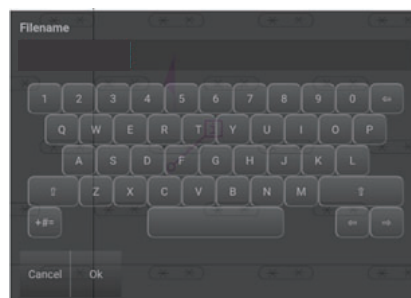 Filename
1 2 3 4 5 6 7 8 9 0 ⇦
Q W E R T Y U I O P
A S D F G H J K L
⇧ Z X C V B N M ⇧
+#= ⇦ ⇨
Cancel Ok